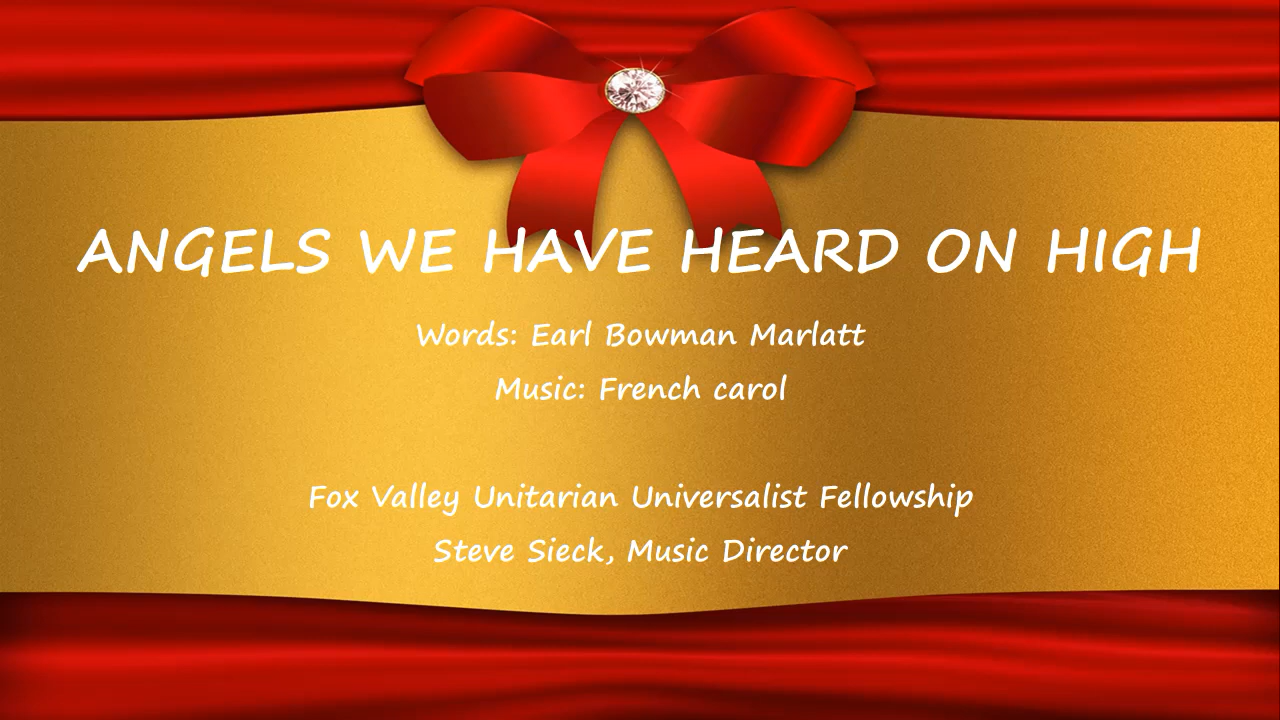 ANGELS WE HAVE HEARD ON HIGH
Words: Earl Bowman Marlatt
Music: French carol
Fox Valley Unitarian Universalist Fellowship
Steve Sieck, Music Director